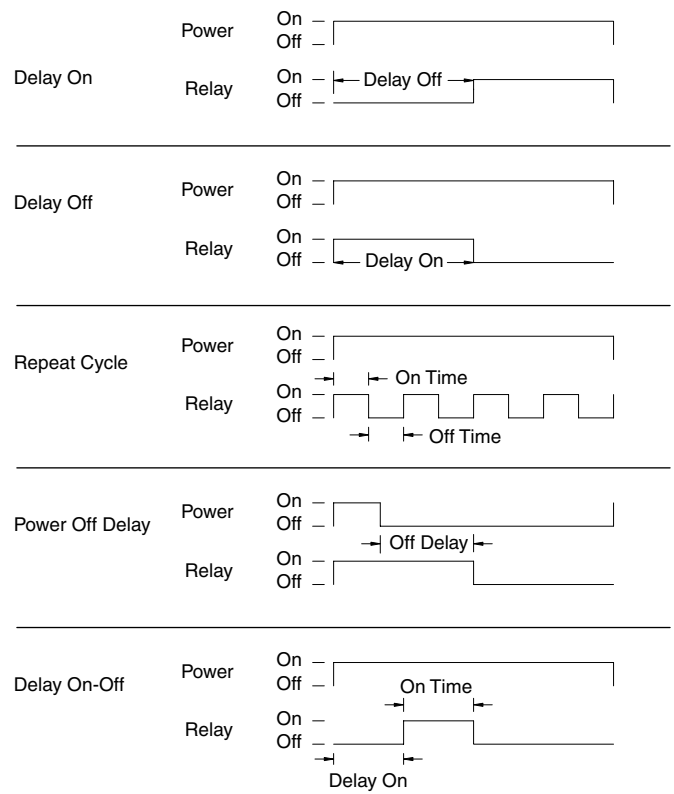 Power On
Off
Delay On
Relay On Delay Off
Off
Delay Off
Power On
Off
Relay On
Off Delay On
Repeat Cycle
Power On
Off
On Time
Relay On
Off
Off Time
Power Off Delay
Power On
Off
Off Delay
Relay On
Off
Delay On-Off
Power On
Off
On Time
Relay On
Off
Delay On